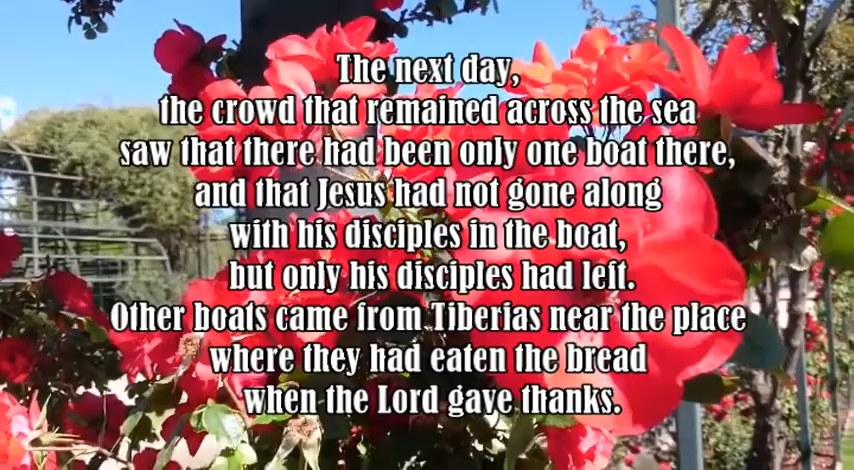 The next day,
the crowd that remained across the sea
saw that there had been only one boat there,
and that Jesus had not gone along
with his disciples in the boat,
but only his disciples had left.
Other boats came from Tiberias near the place
where they had eaten the bread
when the Lord gave thanks.